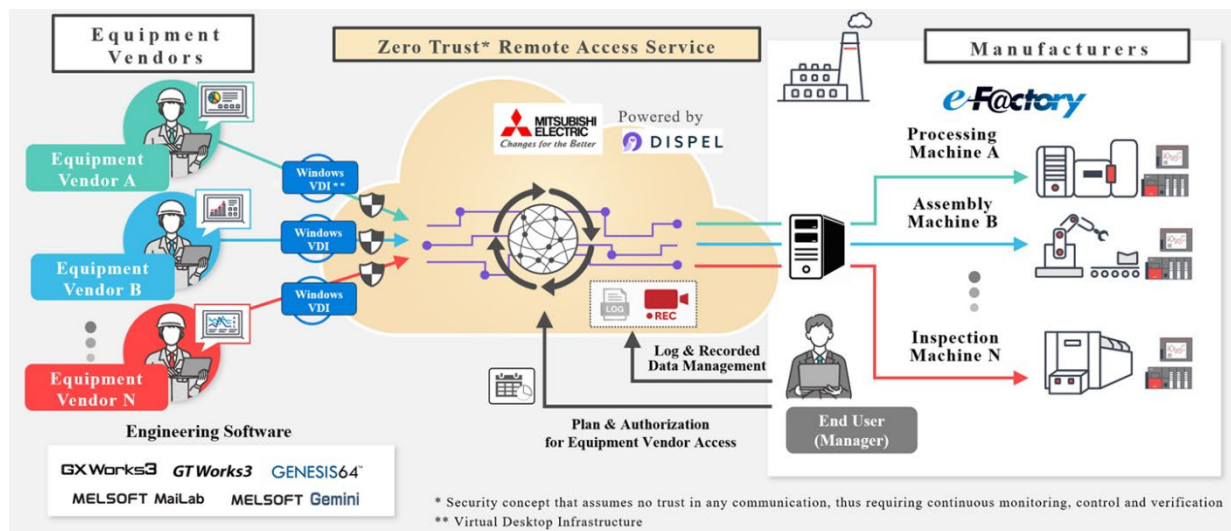 Equipment
Vendors
Zero Trust* Remote Access Service
Manufacturers
Equipment
Vendor A
Equipment
Vendor B
Equipment
Vendor N
Windows
VDI **
Windows
VDI
Windows
VDI
MITSUBISHI
ELECTRIC
Changes for the Better
Powered by
DISPEL
LOG
REC
Log & Recorded
Data Management
Plan & Authorization
for Equipment Vendor Access
e-F@ctory
Processing
Machine A
Assembly
Machine B
Inspection
Machine N
End User
(Manager)
Engineering Software
GX Works3
GT Works3
GENESIS64™
MELSOFT MaiLab
MELSOFT Gemini
* Security concept that assumes no trust in any communication, thus requiring continuous monitoring, control and verification
** Virtual Desktop Infrastructure